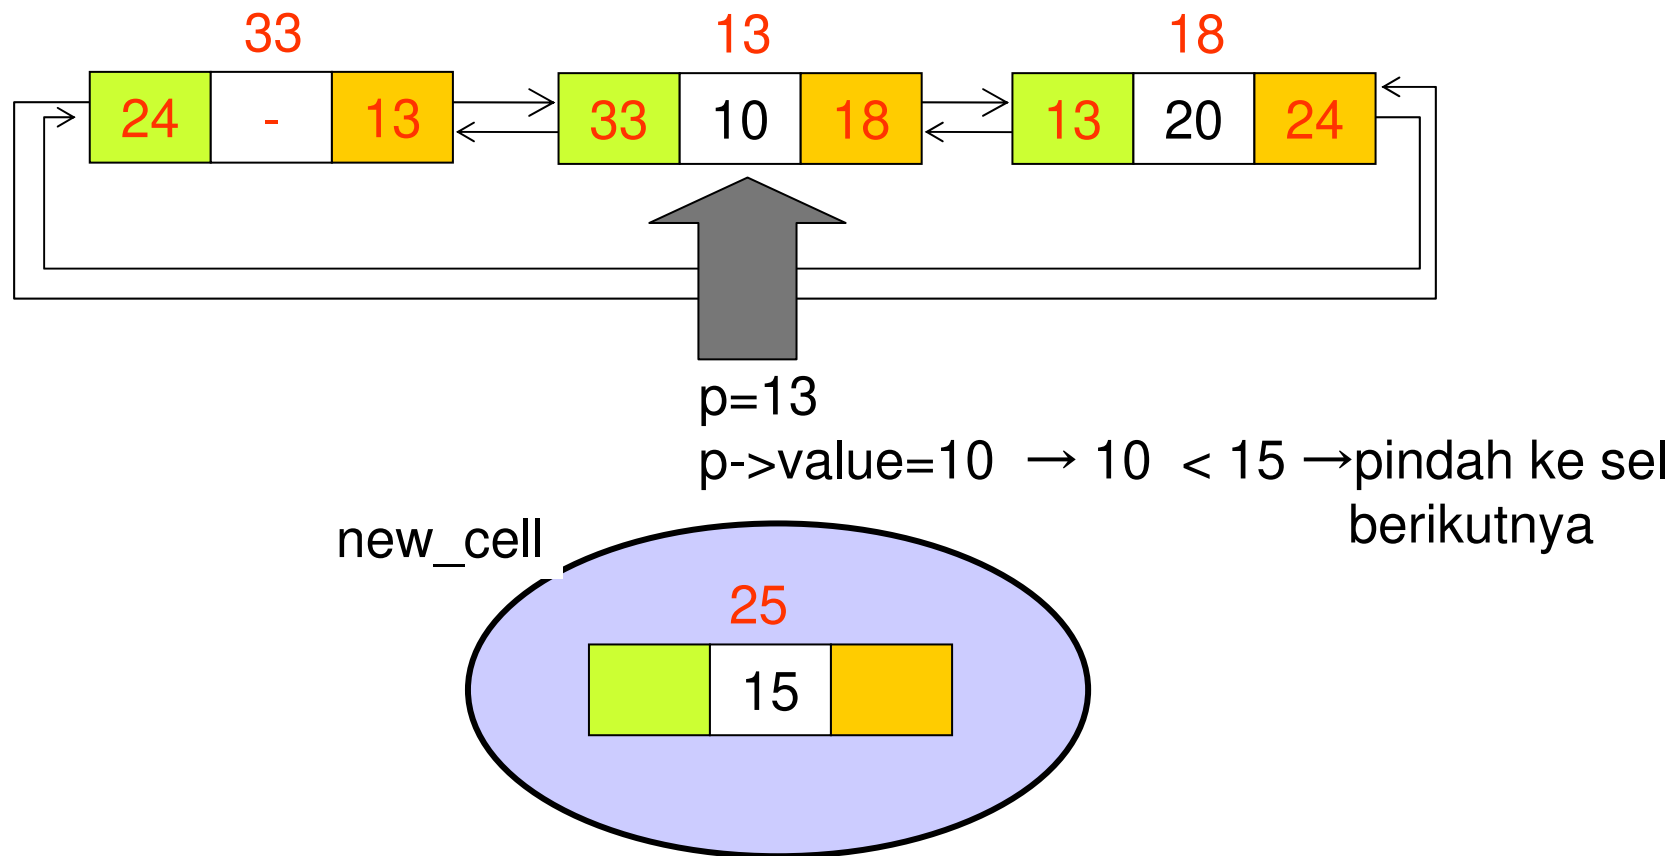 33 13 18
24 - 13 33 10 18 13 20 24
p=13
p->value=10 → 10 < 15 →pindah ke sel
berikutnya
new_cell
25
15